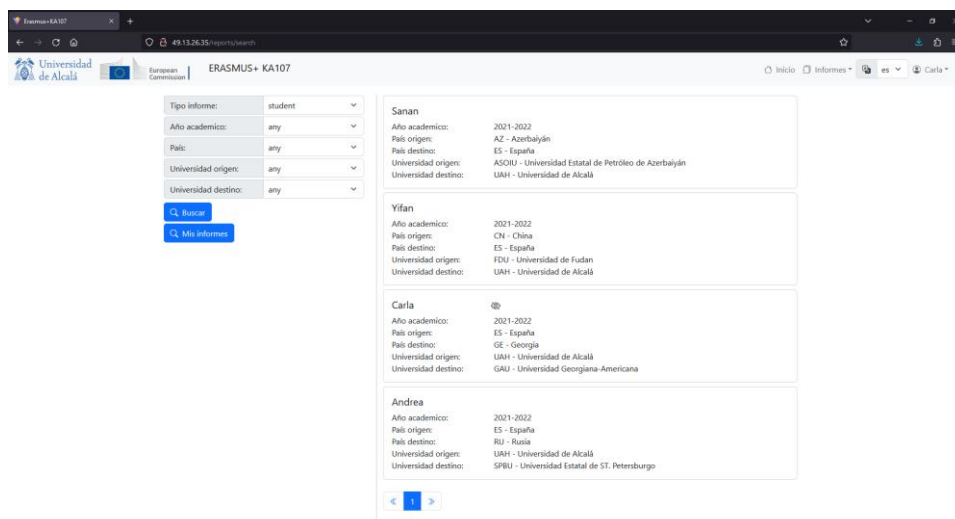 Erasmus+KA107
49.13.26.35/reports/search
Universidad
de Alcalá
European
Commission
ERASMUS+ KA107
Inicio
Informes
es
Carla
Tipo informe: student
Año academico: any
País: any
Universidad origen: any
Universidad destino: any
Buscar
Mis informes
Sanan
Año academico: 2021-2022
País origen: AZ - Azerbaiyán
País destino: ES - España
Universidad origen: ASOIU - Universidad Estatal de Petróleo de Azerbaiyán
Universidad destino: UAH - Universidad de Alcalá
Yifan
Año academico: 2021-2022
País origen: CN - China
País destino: ES - España
Universidad origen: FDU - Universidad de Fudan
Universidad destino: UAH - Universidad de Alcalá
Carla
Año academico: 2021-2022
País origen: ES - España
País destino: GE - Georgia
Universidad origen: UAH - Universidad de Alcalá
Universidad destino: GAU - Universidad Georgiana-Americana
Andrea
Año academico: 2021-2022
País origen: ES - España
País destino: RU - Rusia
Universidad origen: UAH - Universidad de Alcalá
Universidad destino: SPBU - Universidad Estatal de ST. Petersburgo
« 1 »